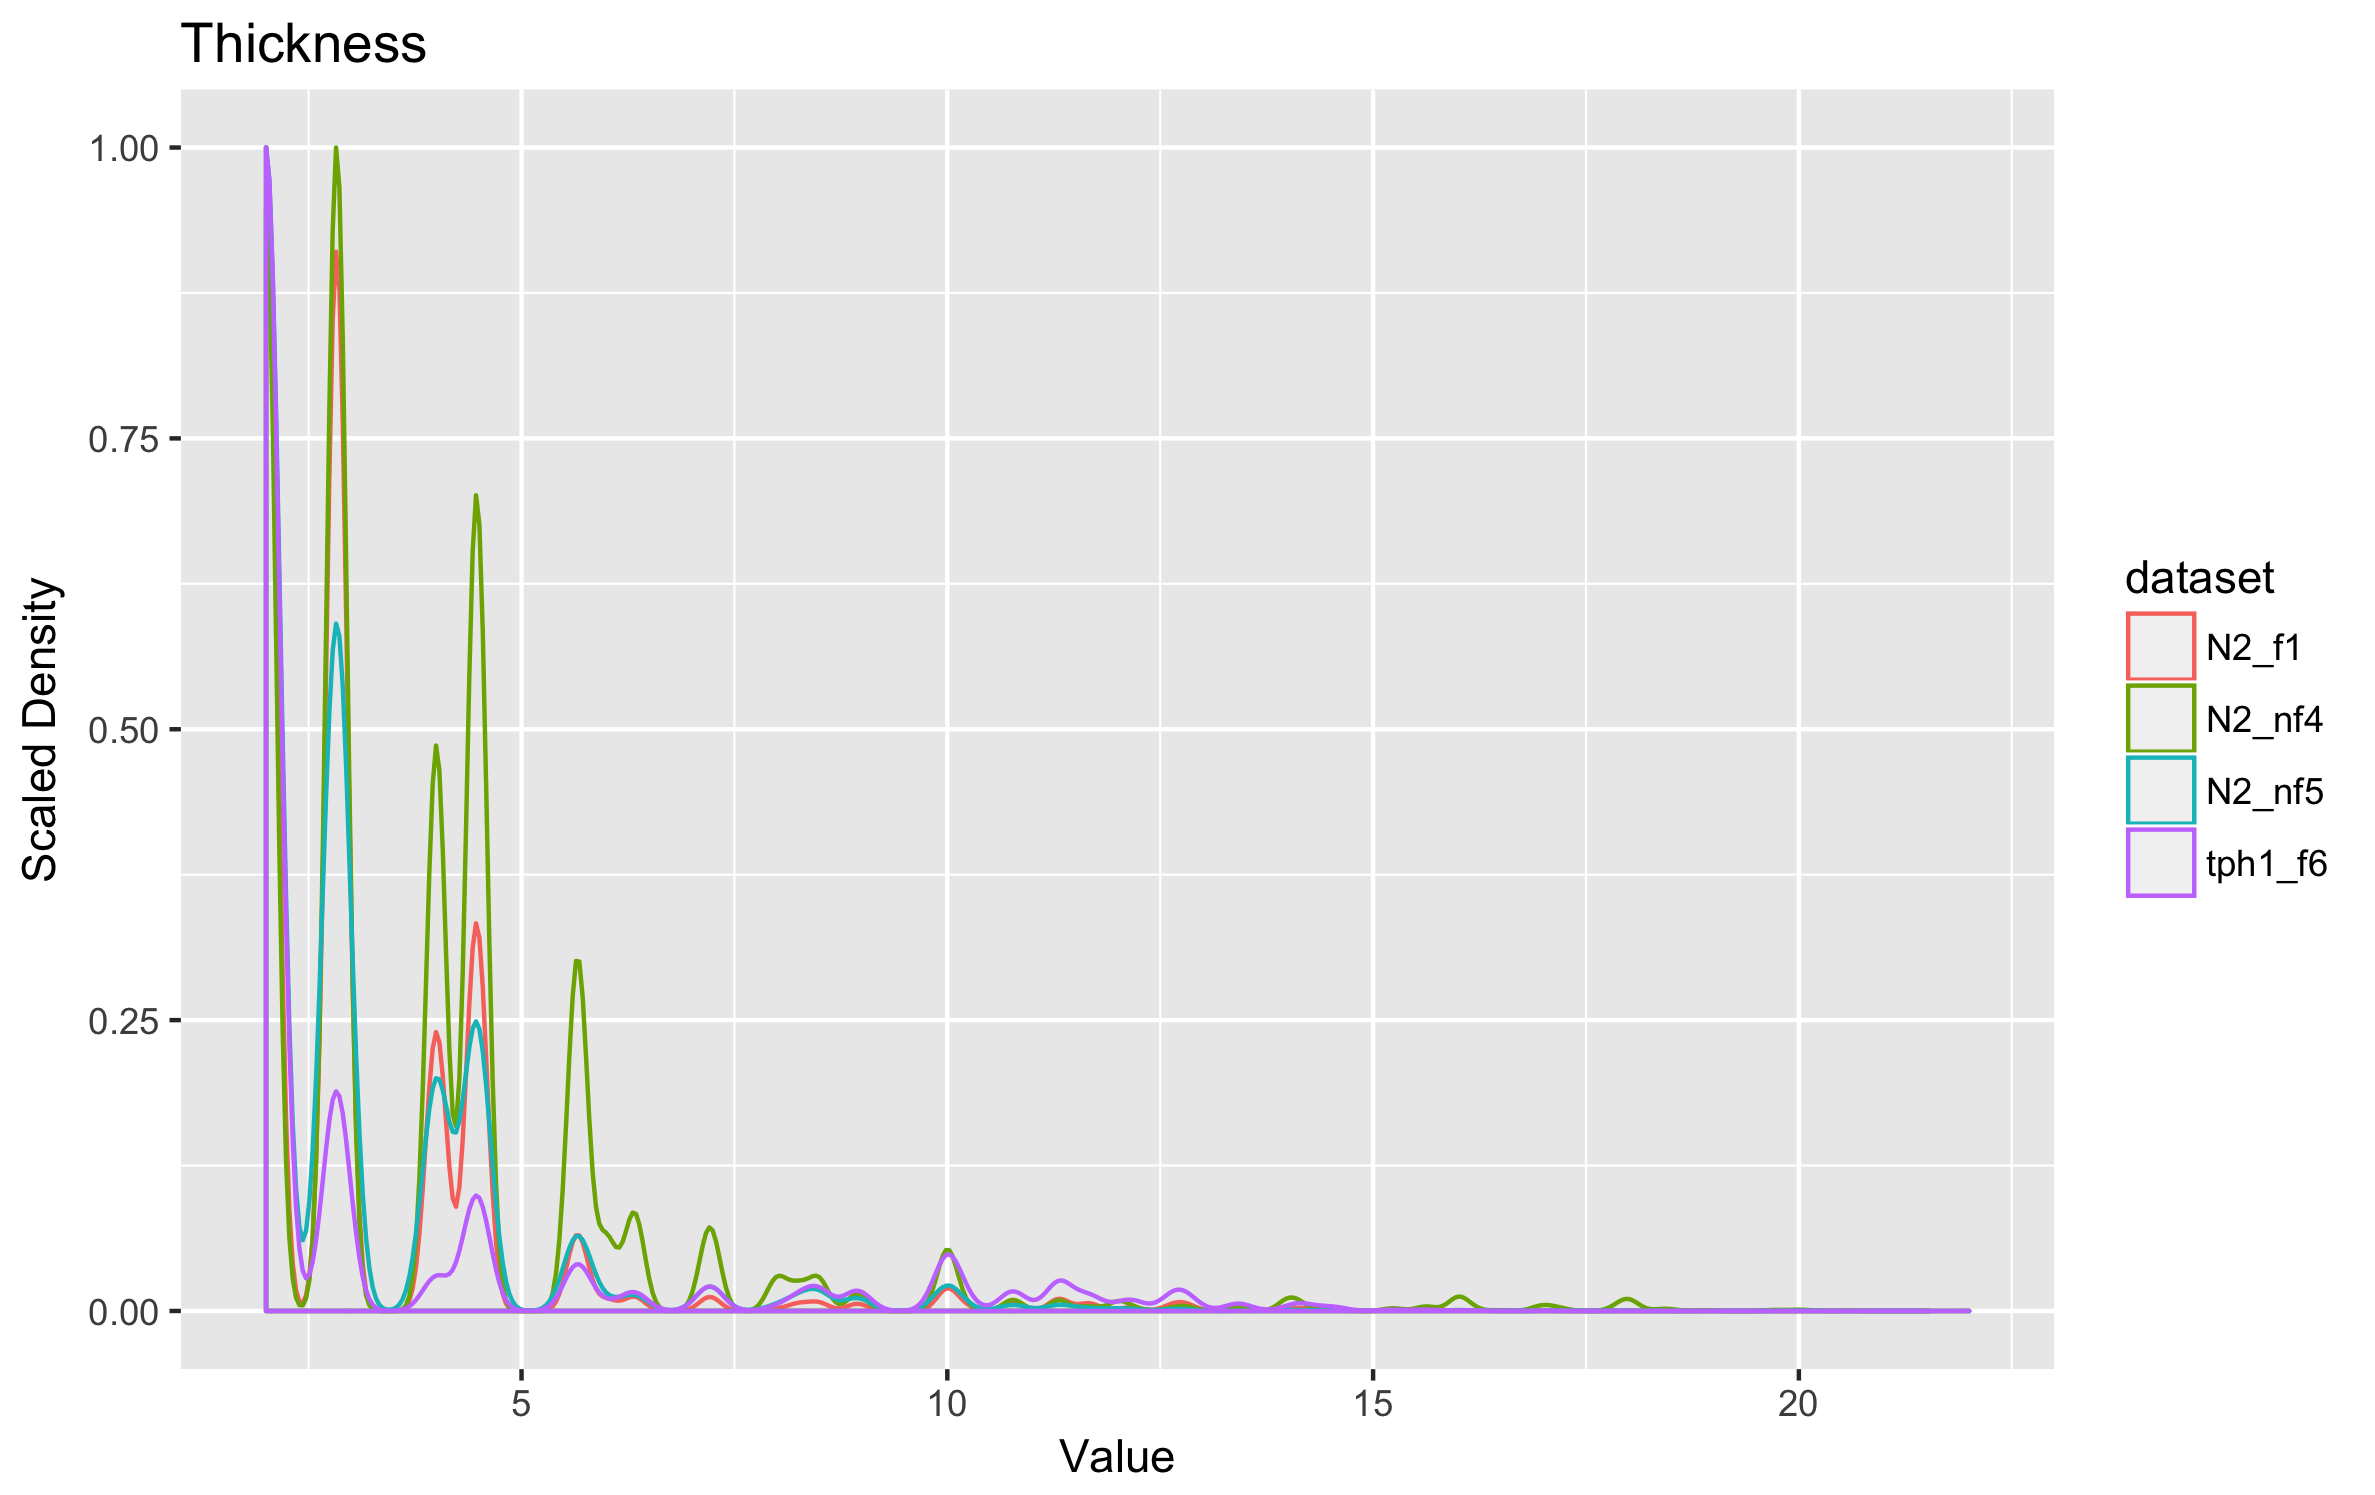 Thickness
1.00
0.75
0.50
0.25
0.00
Scaled Density
5
10
15
20
Value
dataset
N2_f1
N2_nf4
N2_nf5
tph1_f6